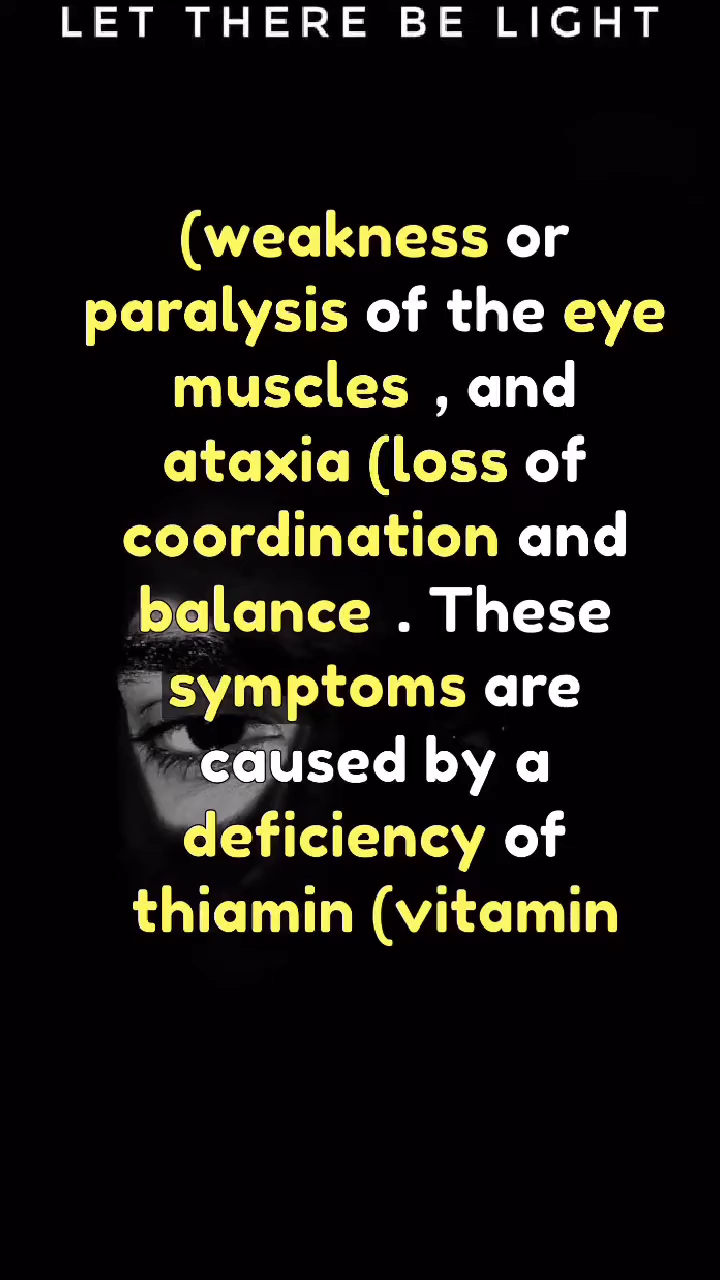 LET THERE BE LIGHT
(weakness or
paralysis of the eye
muscles , and
ataxia (loss of
coordination and
balance . These
symptoms are
caused by a
deficiency of
thiamin (vitamin